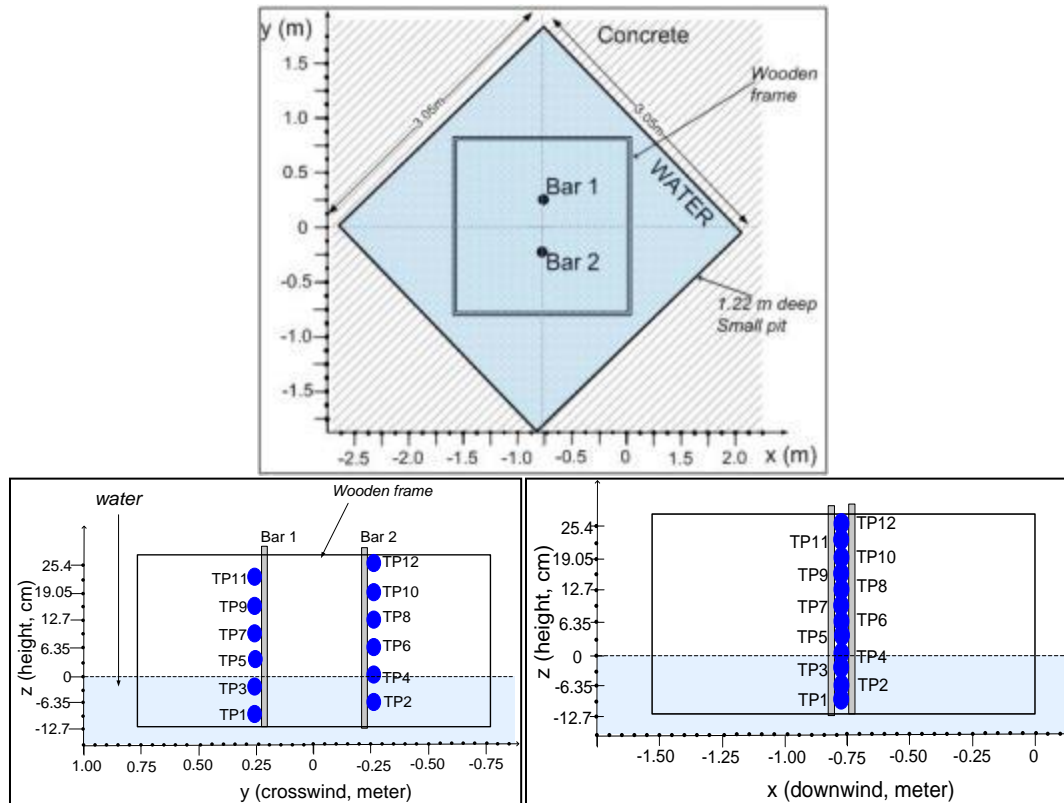 y (m)
Concrete
Wooden
frame
3.05m
3.05m
WATER
Bar 1
Bar 2
1.22 m deep
Small pit
1.5
1.0
0.5
0
-0.5
-1.0
-1.5
-2.5 -2.0 -1.5 -1.0 -0.5 0 1.5 2.0 x (m)
water
Wooden frame
Bar 1 Bar 2
z (height, cm)
25.4
19.05
12.7
6.35
0
-6.35
-12.7
TP11
TP9
TP7
TP5
TP3
TP1
TP12
TP10
TP8
TP6
TP4
TP2
1.00 0.75 0.50 0.25 0 -0.25 -0.50 -0.75
y (crosswind, meter)
z (height, cm)
25.4
19.05
12.7
6.35
0
-6.35
-12.7
TP11
TP9
TP7
TP5
TP3
TP1
TP12
TP10
TP8
TP6
TP4
TP2
-1.50 -1.25 -1.00 -0.75 -0.50 -0.25 0
x (downwind, meter)